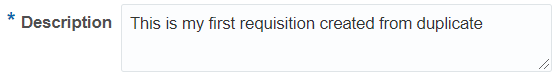 * Description This is my first requisition created from duplicate